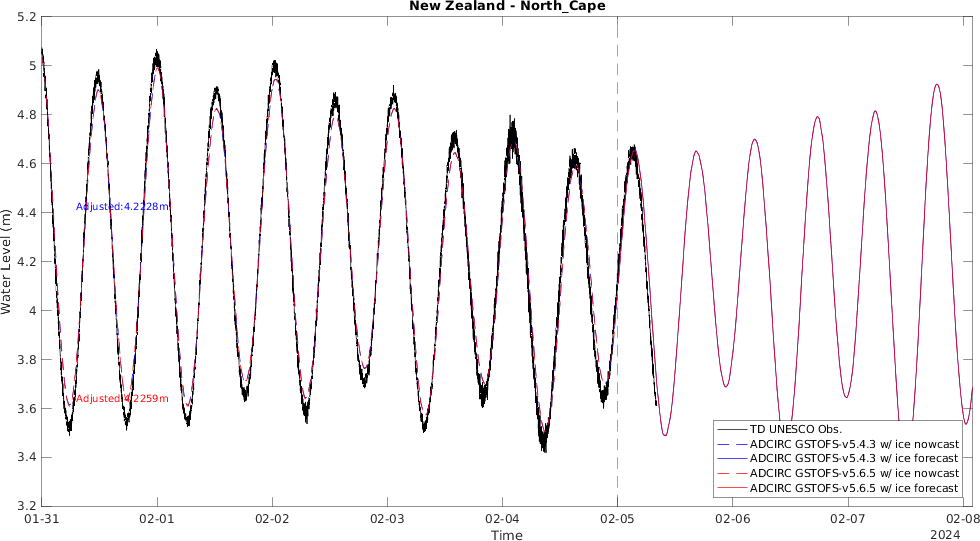 New Zealand - North_Cape
5.2
5
4.8
4.6
4.4
4.2
4
3.8
3.6
3.4
3.2
Water Level (m)
Adjusted:4.2228m
Adjusted:4.2259m
TD UNESCO Obs.
ADCIRC GSTOFS-v5.4.3 w/ ice nowcast
ADCIRC GSTOFS-v5.4.3 w/ ice forecast
ADCIRC GSTOFS-v5.6.5 w/ ice nowcast
ADCIRC GSTOFS-v5.6.5 w/ ice forecast
01-31 02-01 02-02 02-03 02-04 02-05 02-06 02-07 02-08
Time
2024